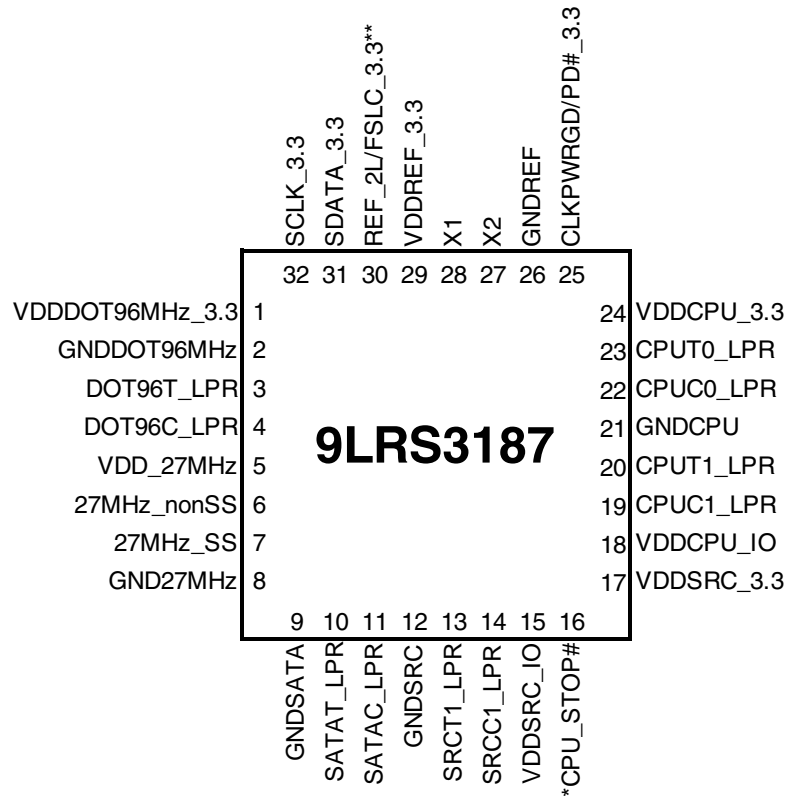 SCLK_3.3
SDATA_3.3
REF_2L/FSLC_3.3**
VDDREF_3.3
X1
X2
GNDREF
CLKPWRGD/PD#_3.3
32 31 30 29 28 27 26 25
VDDDOT96MHz_3.3 1
GNDDOT96MHz 2
DOT96T_LPR 3
DOT96C_LPR 4
VDD_27MHz 5
27MHz_nonSS 6
27MHz_SS 7
GND27MHz 8
9LRS3187
24 VDDCPU_3.3
23 CPUT0_LPR
22 CPUC0_LPR
21 GNDCPU
20 CPUT1_LPR
19 CPUC1_LPR
18 VDDCPU_IO
17 VDDSRC_3.3
9 10 11 12 13 14 15 16
GNDSATA
SATAT_LPR
SATAC_LPR
GNDSRC
SRCT1_LPR
SRCC1_LPR
VDDSRC_IO
*CPU_STOP#